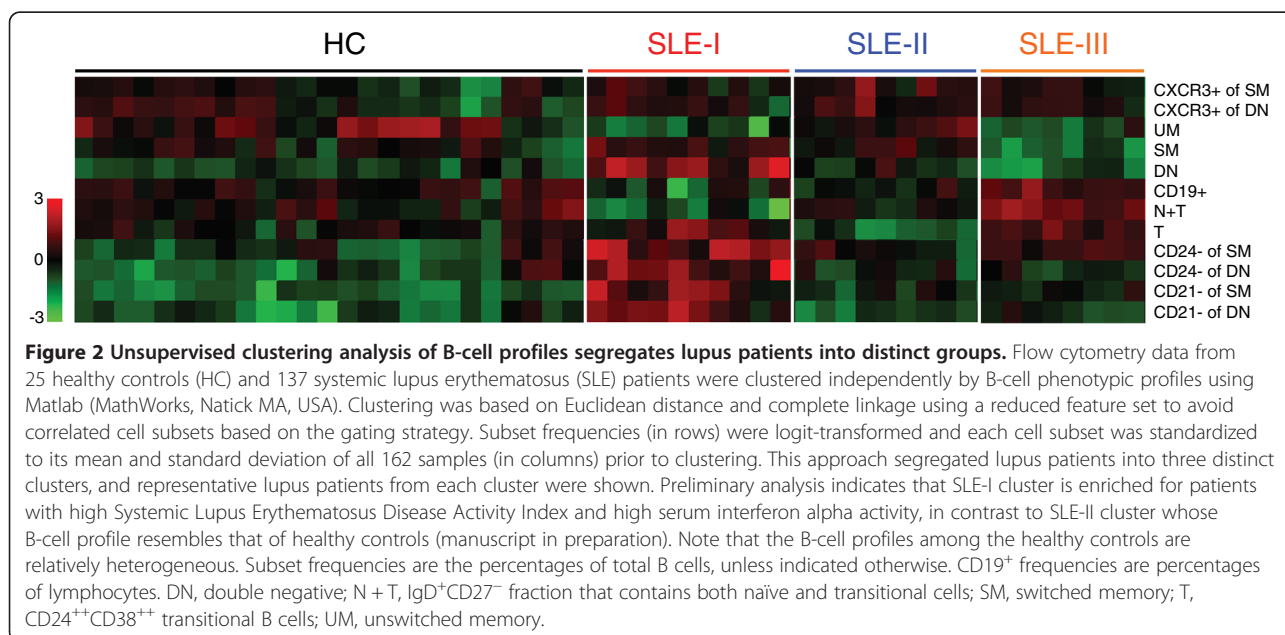 HC
SLE-I
SLE-II
SLE-III
CXCR3+ of SM
CXCR3+ of DN
UM
SM
DN
CD19+
N+T
T
CD24- of SM
CD24- of DN
CD21- of SM
CD21- of DN
3
0
-3
Figure 2 Unsupervised clustering analysis of B-cell profiles segregates lupus patients into distinct groups. Flow cytometry data from
25 healthy controls (HC) and 137 systemic lupus erythematosus (SLE) patients were clustered independently by B-cell phenotypic profiles using
Matlab (MathWorks, Natick MA, USA). Clustering was based on Euclidean distance and complete linkage using a reduced feature set to avoid
correlated cell subsets based on the gating strategy. Subset frequencies (in rows) were logit-transformed and each cell subset was standardized
to its mean and standard deviation of all 162 samples (in columns) prior to clustering. This approach segregated lupus patients into three distinct
clusters, and representative lupus patients from each cluster were shown. Preliminary analysis indicates that SLE-I cluster is enriched for patients
with high Systemic Lupus Erythematosus Disease Activity Index and high serum interferon alpha activity, in contrast to SLE-II cluster whose
B-cell profile resembles that of healthy controls (manuscript in preparation). Note that the B-cell profiles among the healthy controls are
relatively heterogeneous. Subset frequencies are the percentages of total B cells, unless indicated otherwise. CD19⁺ frequencies are percentages
of lymphocytes. DN, double negative; N + T, IgD⁺CD27⁻ fraction that contains both naïve and transitional cells; SM, switched memory; T,
CD24⁺⁺CD38⁺⁺ transitional B cells; UM, unswitched memory.